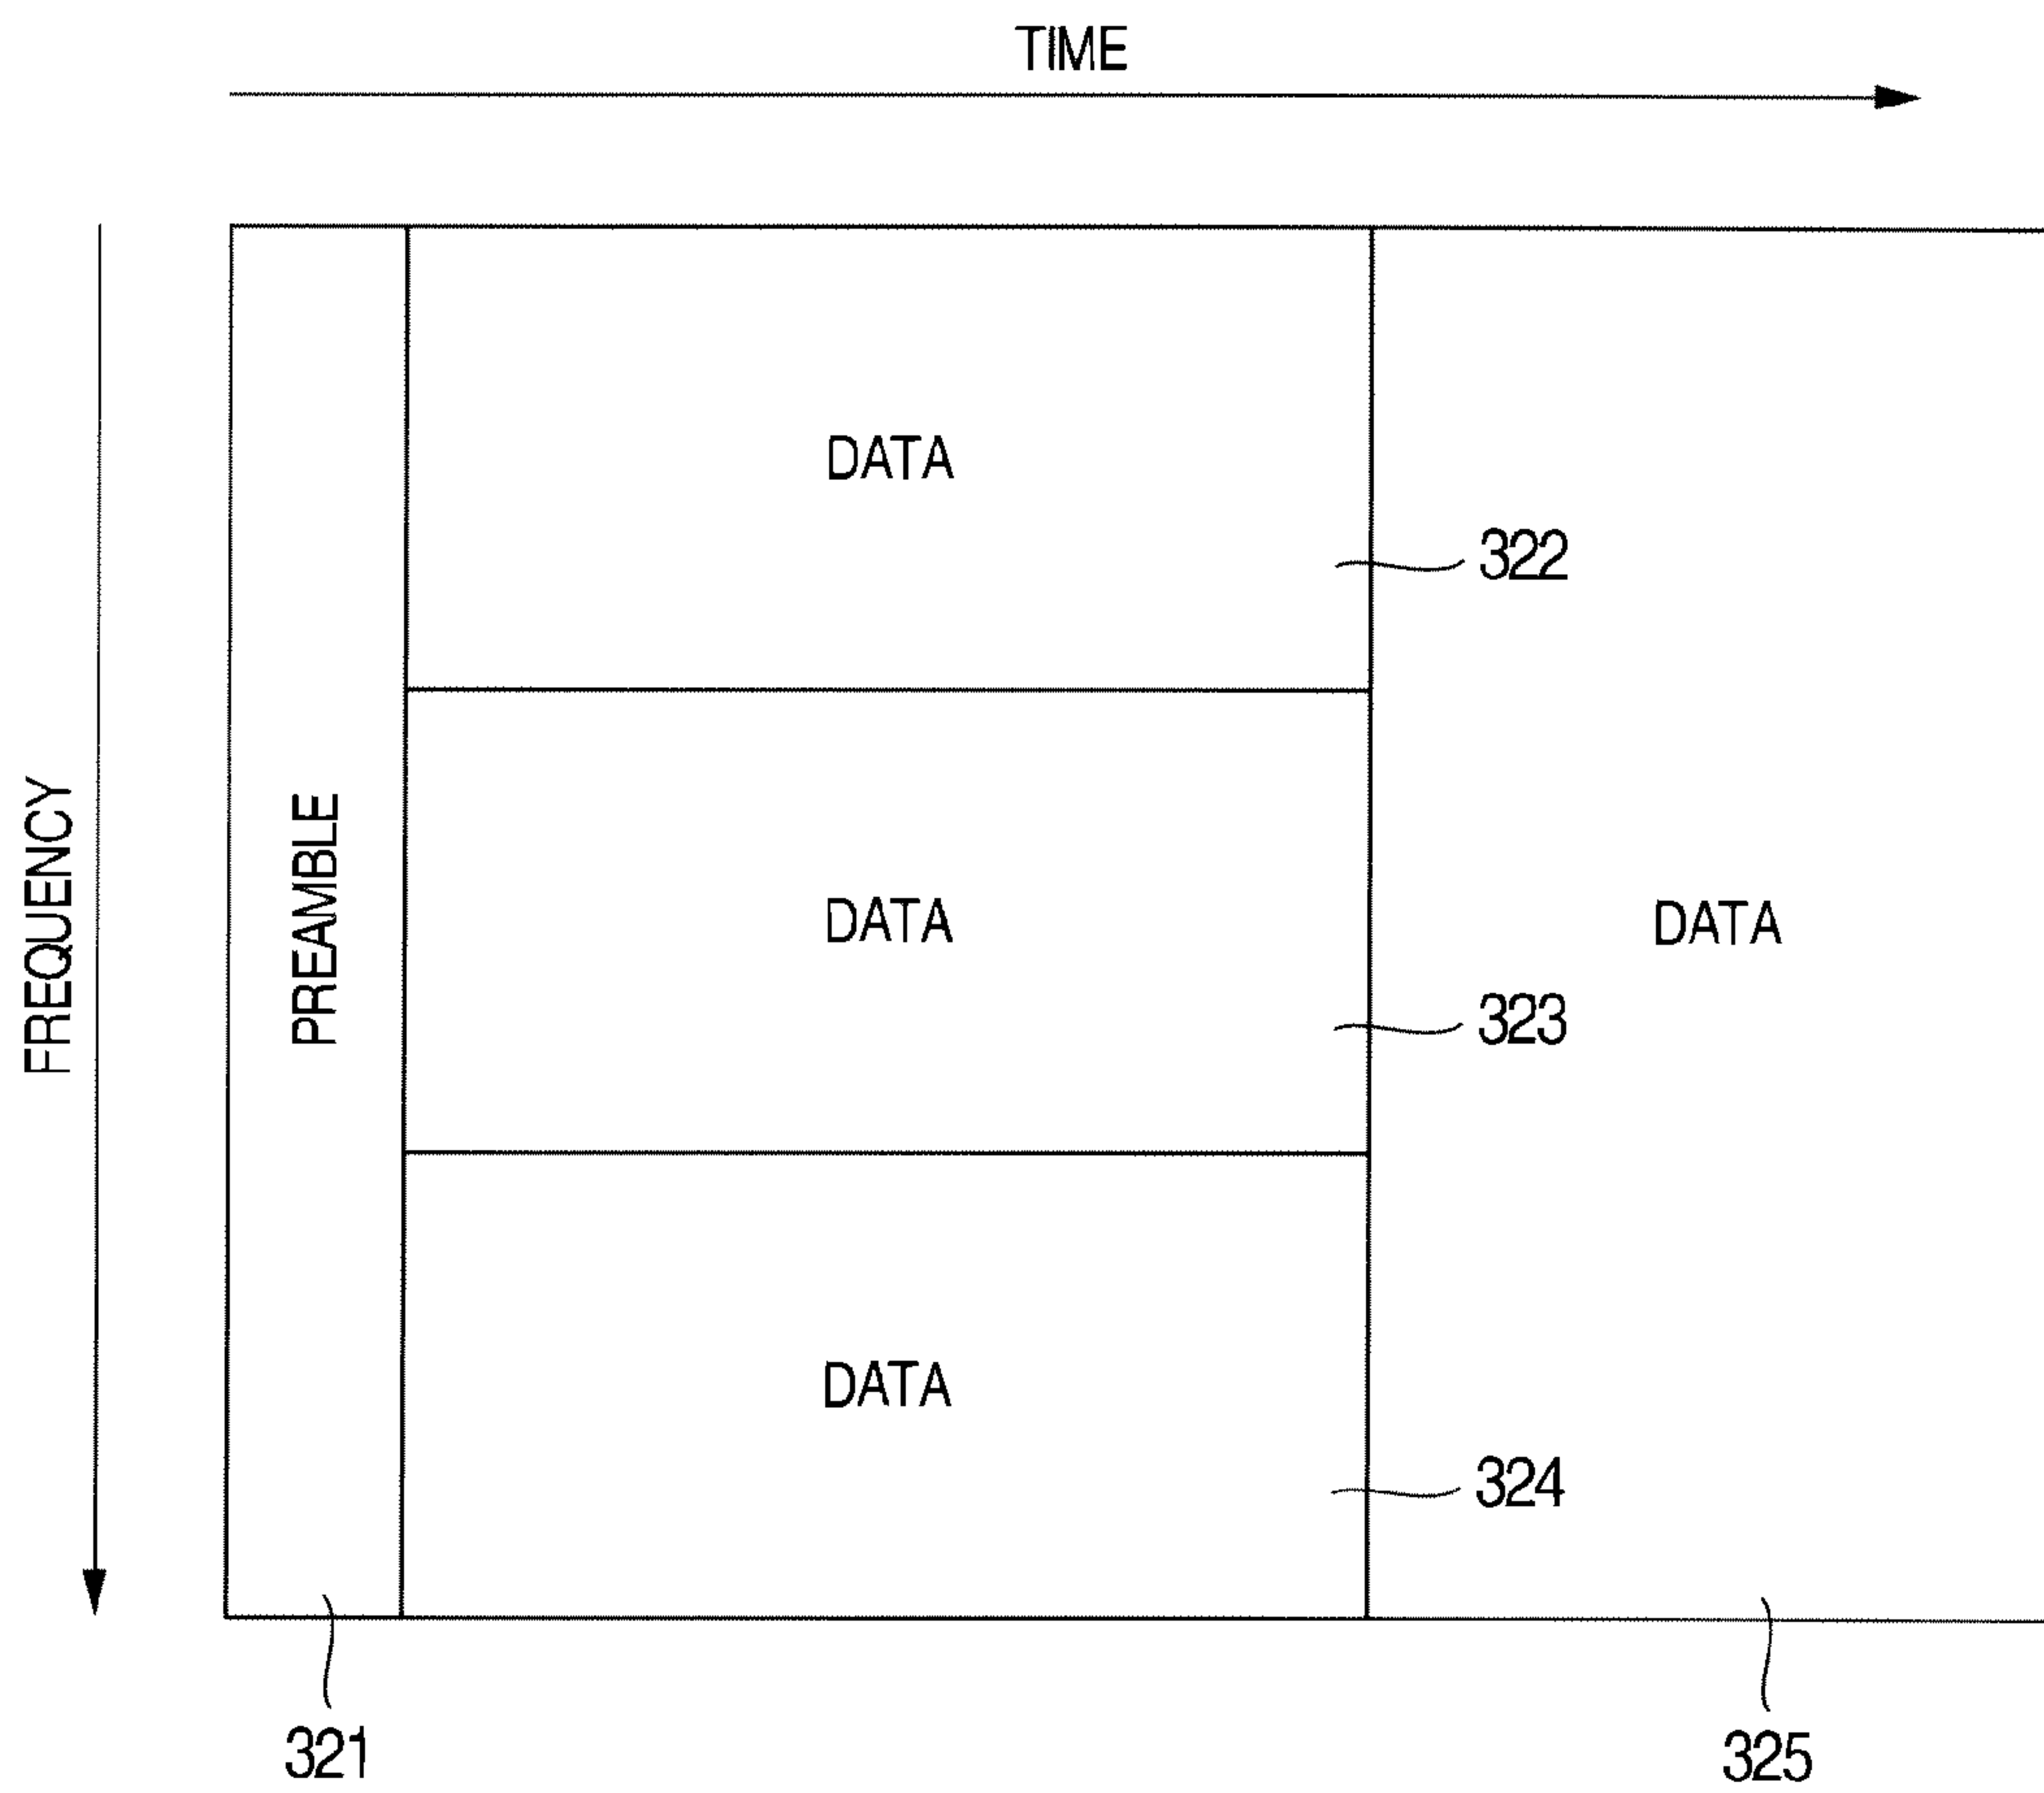 TIME
FREQUENCY
PREAMBLE
DATA
322
DATA
323
DATA
DATA
324
321
325